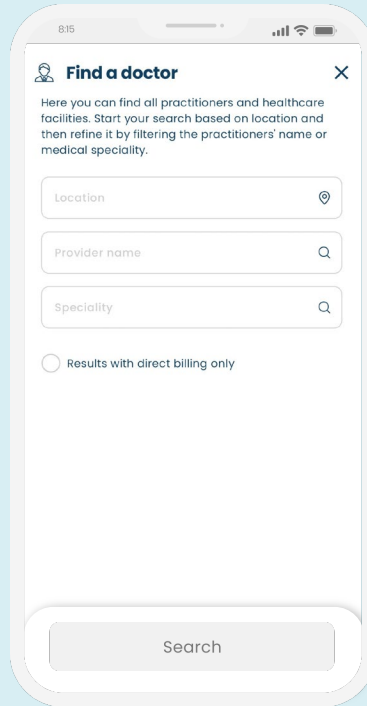 8:15
Find a doctor
Here you can find all practitioners and healthcare
facilities. Start your search based on location and
then refine it by filtering the practitioners' name or
medical speciality.
Location
Provider name
Speciality
Results with direct billing only
Search